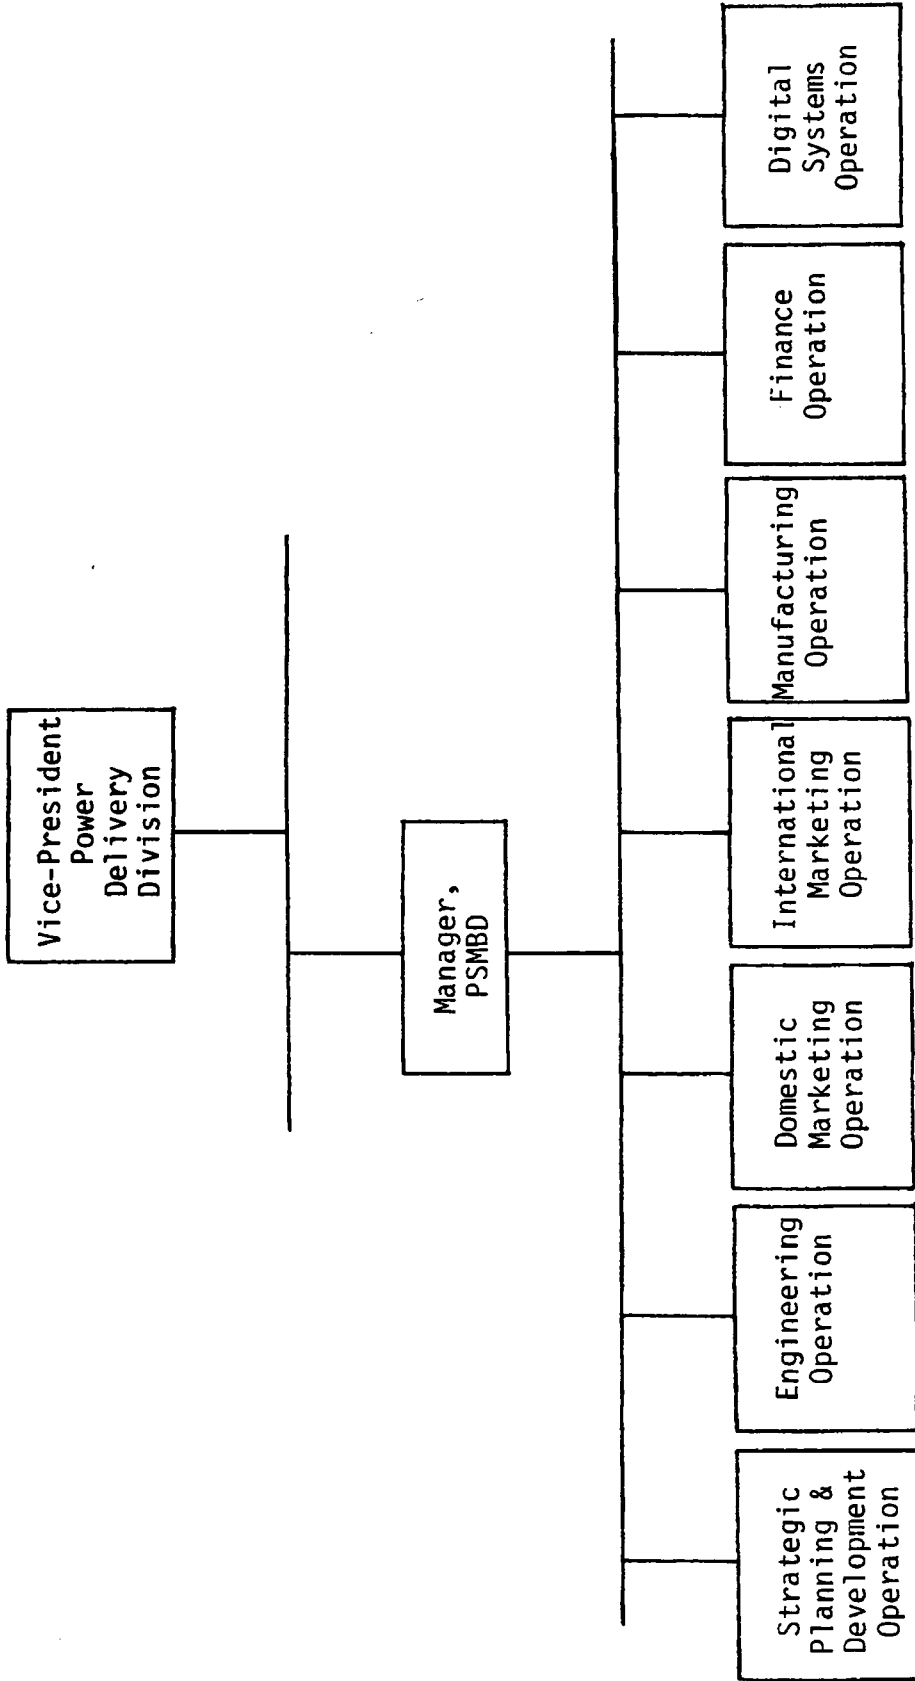 Vice-President
Power
Delivery
Division
Manager,
PSMBD
Strategic
Planning &
Development
Operation
Engineering
Operation
Domestic
Marketing
Operation
International
Marketing
Operation
Manufacturing
Operation
Finance
Operation
Digital
Systems
Operation